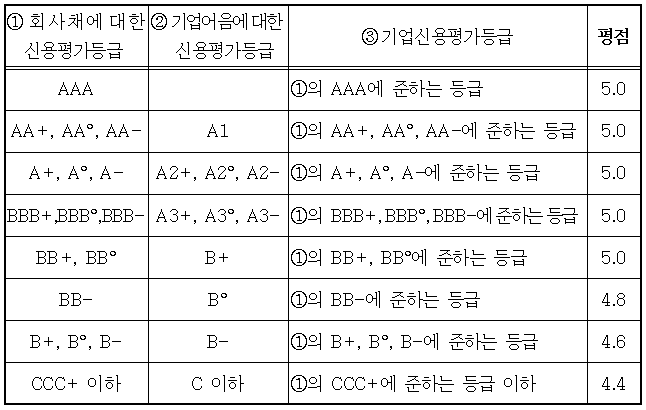 ① 회사채에 대한 신용평가등급 | ② 기업어음에 대한 신용평가등급 | ③ 기업신용평가등급 | 평점
AAA | | ①의 AAA에 준하는 등급 | 5.0
AA+, AA°, AA- | A1 | ①의 AA+, AA°, AA-에 준하는 등급 | 5.0
A+, A°, A- | A2+, A2°, A2- | ①의 A+, A°, A-에 준하는 등급 | 5.0
BBB+,BBB°,BBB- | A3+, A3°, A3- | ①의 BBB+,BBB°,BBB-에 준하는 등급 | 5.0
BB+, BB° | B+ | ①의 BB+, BB°에 준하는 등급 | 5.0
BB- | B° | ①의 BB-에 준하는 등급 | 4.8
B+, B°, B- | B- | ①의 B+, B°, B-에 준하는 등급 | 4.6
CCC+ 이하 | C 이하 | ①의 CCC+에 준하는 등급 이하 | 4.4